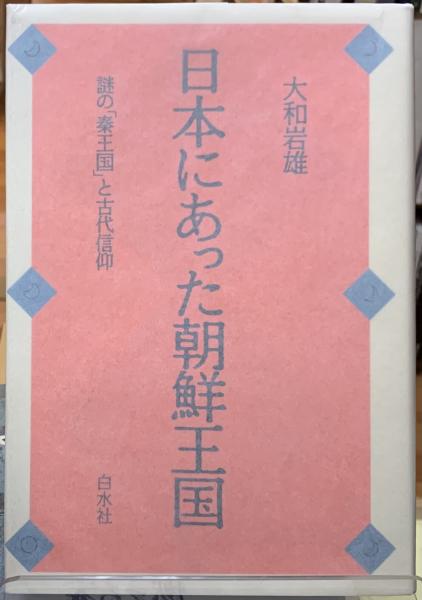 大和岩雄
日本にあった朝鮮王国
謎の「秦王国」と古代信仰
白水社